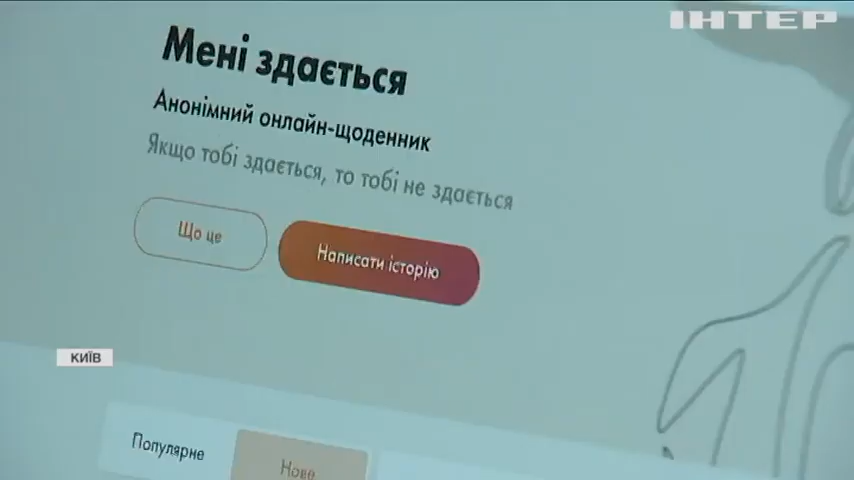 ІНТЕР
Мені здається
Анонімний онлайн-щоденник
Якщо тобі здається, то тобі не здається
Що це
Написати історію
КИЇВ
Популярне
Нове